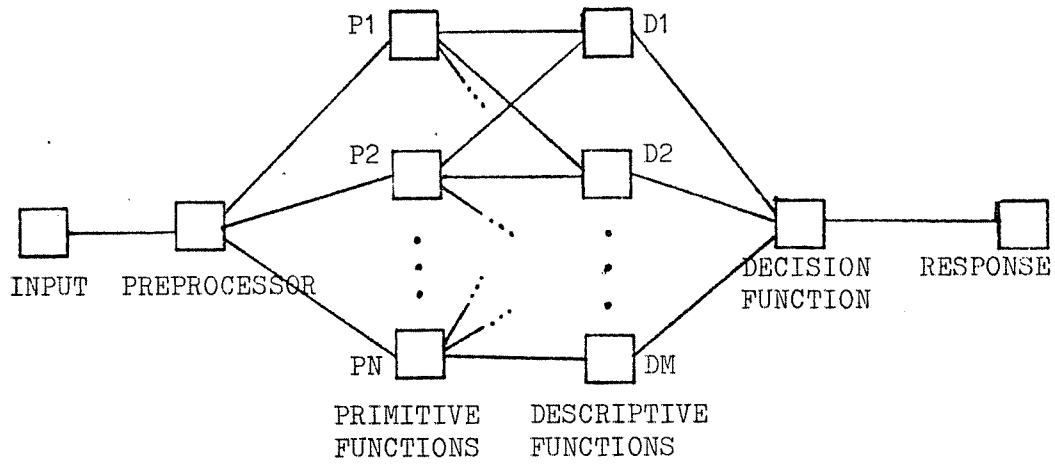 P1
D1
P2
D2
INPUT
PREPROCESSOR
DECISION
FUNCTION
RESPONSE
PN
DM
PRIMITIVE
FUNCTIONS
DESCRIPTIVE
FUNCTIONS